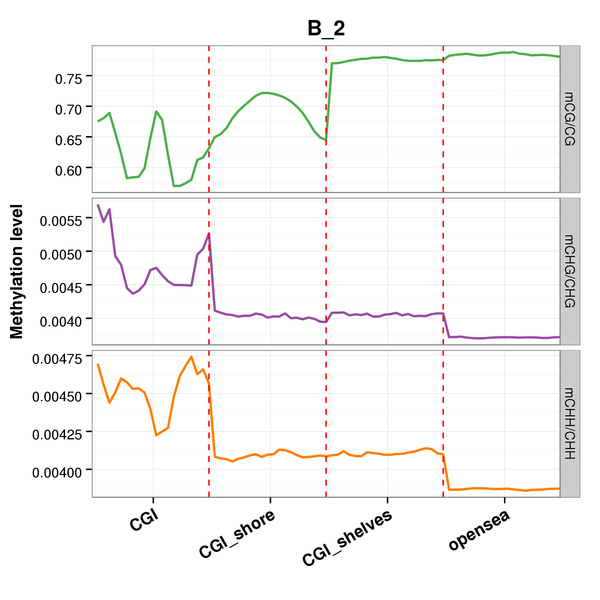 B_2
Methylation level
0.75
0.70
0.65
0.60
mCG/CG
0.0055
0.0050
0.0045
0.0040
mCHG/CHG
0.00475
0.00450
0.00425
0.00400
mCHH/CHH
CGI
CGI_shore
CGI_shelves
opensea